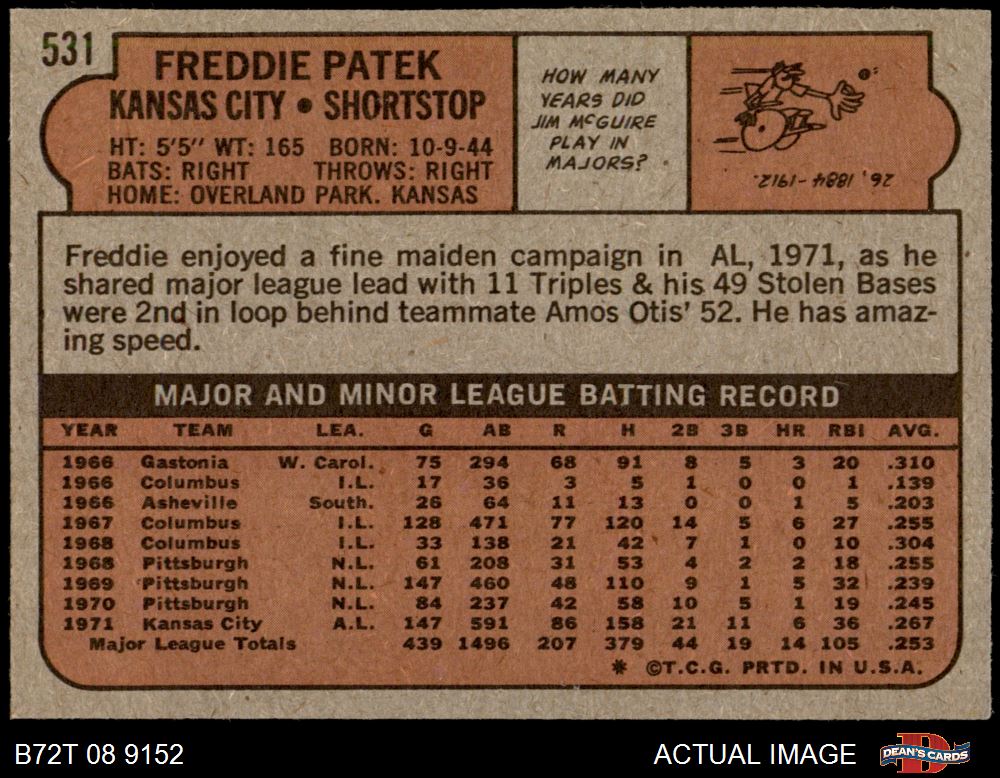 531
FREDDIE PATEK
KANSAS CITY • SHORTSTOP
HT: 5'5" WT: 165 BORN: 10-9-44
BATS: RIGHT THROWS: RIGHT
HOME: OVERLAND PARK. KANSAS
HOW MANY
YEARS DID
JIM McGUIRE
PLAY IN
MAJORS?
26, 1884-1912.
Freddie enjoyed a fine maiden campaign in AL, 1971, as he
shared major league lead with 11 Triples & his 49 Stolen Bases
were 2nd in loop behind teammate Amos Otis' 52. He has amaz-
ing speed.
MAJOR AND MINOR LEAGUE BATTING RECORD
YEAR TEAM LEA. G AB R H 2B 3B HR RBI AVG.
1966 Gastonia W. Carol. 75 294 68 91 8 5 3 20 .310
1966 Columbus I.L. 17 36 3 5 1 0 0 1 .139
1966 Asheville South. 26 64 11 13 0 0 1 5 .203
1967 Columbus I.L. 128 471 77 120 14 5 6 27 .255
1968 Columbus I.L. 33 138 21 42 7 1 0 10 .304
1968 Pittsburgh N.L. 61 208 31 53 4 2 2 18 .255
1969 Pittsburgh N.L. 147 460 48 110 9 1 5 32 .239
1970 Pittsburgh N.L. 84 237 42 58 10 5 1 19 .245
1971 Kansas City A.L. 147 591 86 158 21 11 6 36 .267
Major League Totals 439 1496 207 379 44 19 14 105 .253
* ©T.C.G. PRTD. IN U.S.A.
B72T 08 9152
ACTUAL IMAGE
D
DEAN'S CARDS